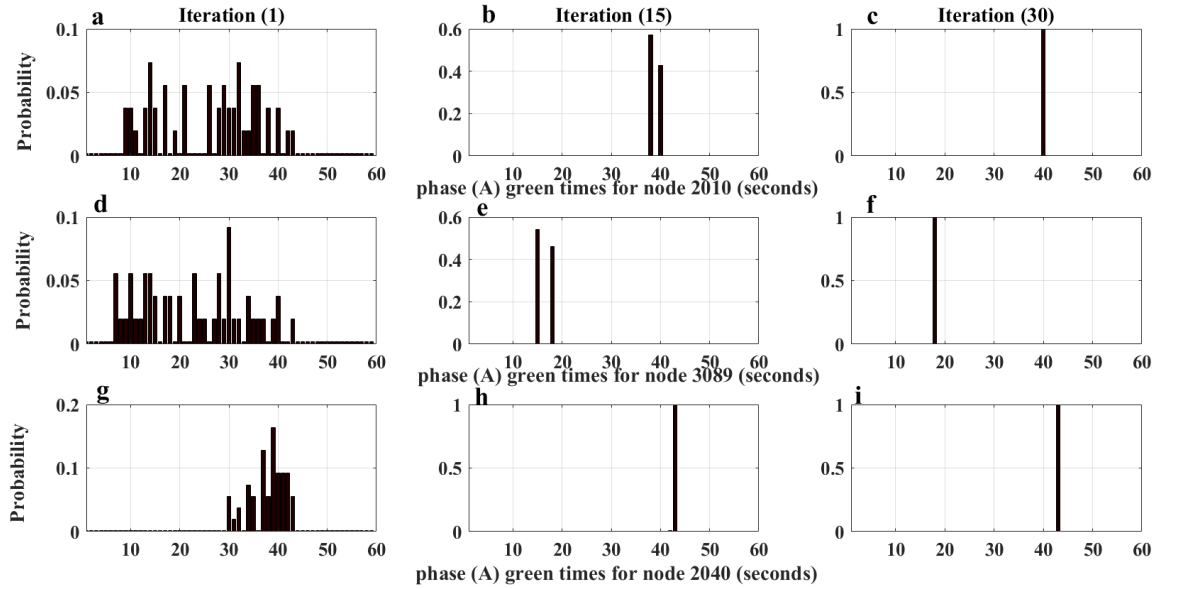 a Iteration (1) b Iteration (15) c Iteration (30)
0.1 0.6 1
Probability
0.4
0.05 0.5
0.2
0 0 0
10 20 30 40 50 60 10 20 30 40 50 60 10 20 30 40 50 60
phase (A) green times for node 2010 (seconds)
d e f
0.1 0.6 1
Probability
0.4
0.05 0.5
0.2
0 0 0
10 20 30 40 50 60 10 20 30 40 50 60 10 20 30 40 50 60
phase (A) green times for node 3089 (seconds)
g h i
0.2 1 1
Probability
0.1 0.5 0.5
0 0 0
10 20 30 40 50 60 10 20 30 40 50 60 10 20 30 40 50 60
phase (A) green times for node 2040 (seconds)